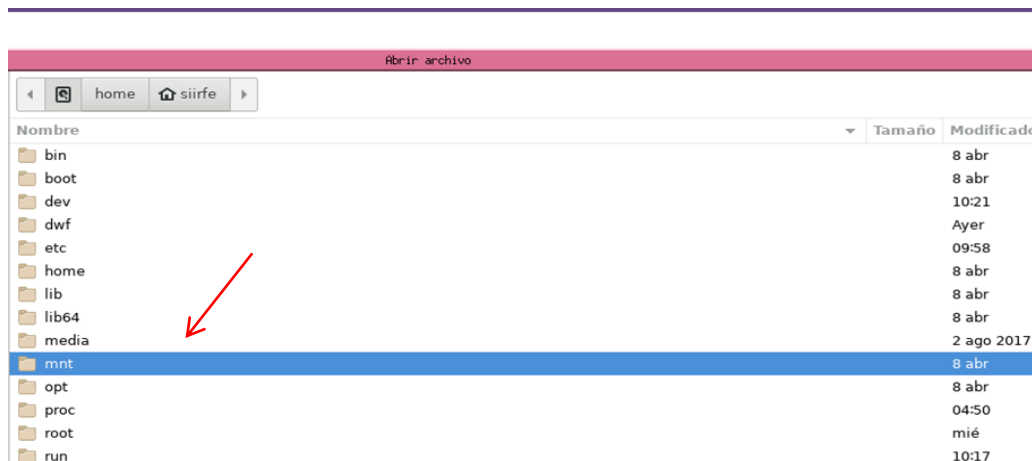 Abrir archivo
home siirfe
Nombre Tamaño Modificado
bin 8 abr
boot 8 abr
dev 10:21
dwf Ayer
etc 09:58
home 8 abr
lib 8 abr
lib64 8 abr
media 2 ago 2017
mnt 8 abr
opt 8 abr
proc 04:50
root mié
run 10:17